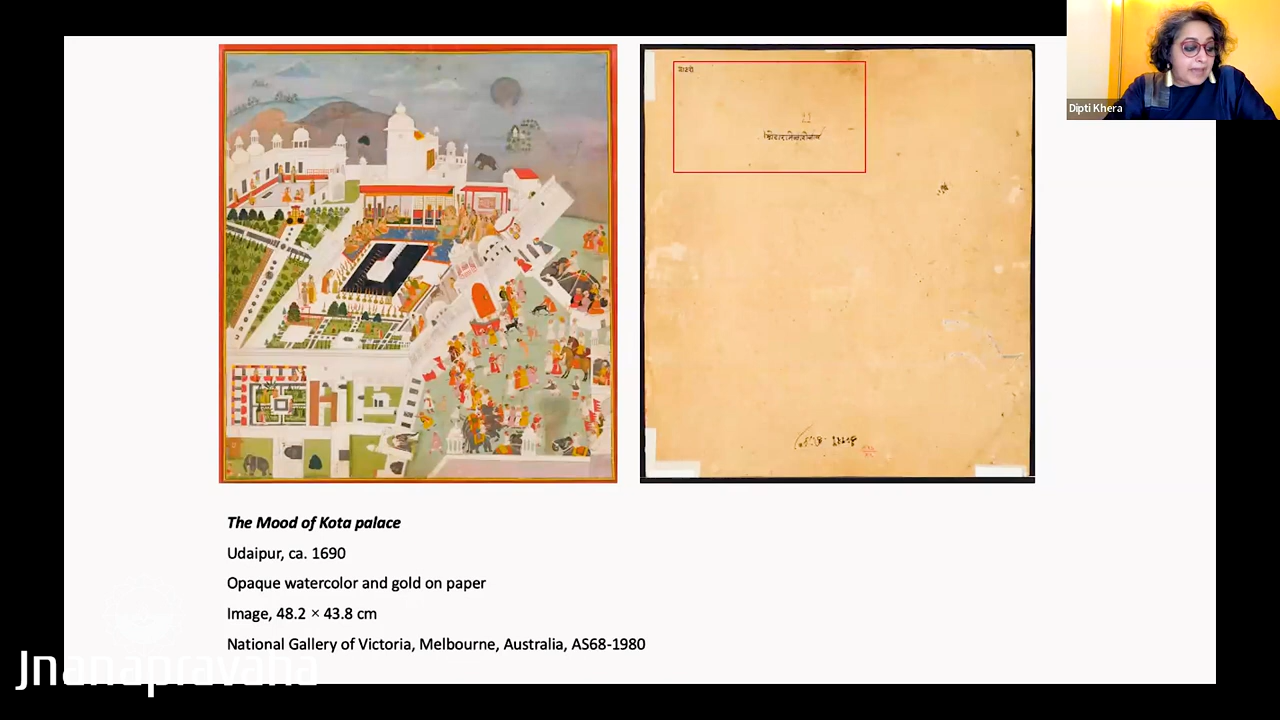 Dipti Khera
The Mood of Kota palace
Udaipur, ca. 1690
Opaque watercolor and gold on paper
Image, 48.2 × 43.8 cm
National Gallery of Victoria, Melbourne, Australia, AS68-1980
Jnanapravaha